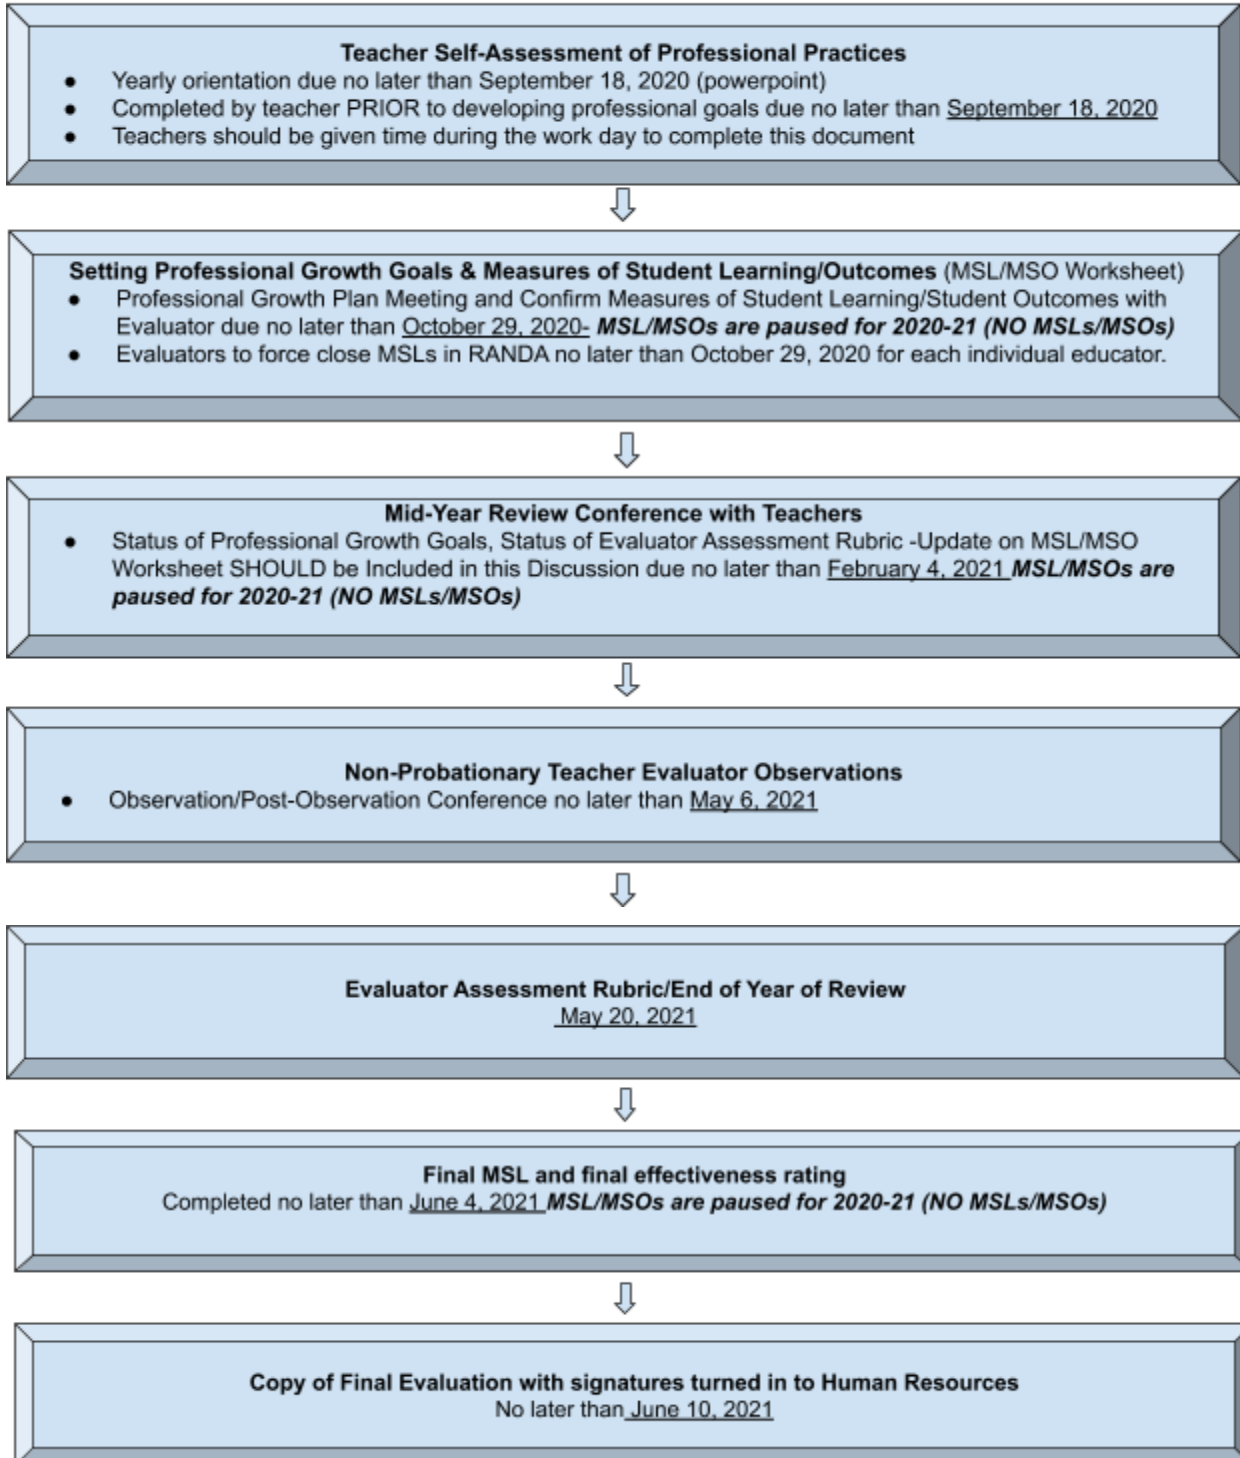 Teacher Self-Assessment of Professional Practices
● Yearly orientation due no later than September 18, 2020 (powerpoint)
● Completed by teacher PRIOR to developing professional goals due no later than September 18, 2020
● Teachers should be given time during the work day to complete this document
Setting Professional Growth Goals & Measures of Student Learning/Outcomes (MSL/MSO Worksheet)
● Professional Growth Plan Meeting and Confirm Measures of Student Learning/Student Outcomes with
Evaluator due no later than October 29, 2020- MSL/MSOs are paused for 2020-21 (NO MSLs/MSOs)
● Evaluators to force close MSLs in RANDA no later than October 29, 2020 for each individual educator.
Mid-Year Review Conference with Teachers
● Status of Professional Growth Goals, Status of Evaluator Assessment Rubric -Update on MSL/MSO
Worksheet SHOULD be Included in this Discussion due no later than February 4, 2021 MSL/MSOs are
paused for 2020-21 (NO MSLs/MSOs)
Non-Probationary Teacher Evaluator Observations
● Observation/Post-Observation Conference no later than May 6, 2021
Evaluator Assessment Rubric/End of Year of Review
May 20, 2021
Final MSL and final effectiveness rating
Completed no later than June 4, 2021 MSL/MSOs are paused for 2020-21 (NO MSLs/MSOs)
Copy of Final Evaluation with signatures turned in to Human Resources
No later than June 10, 2021